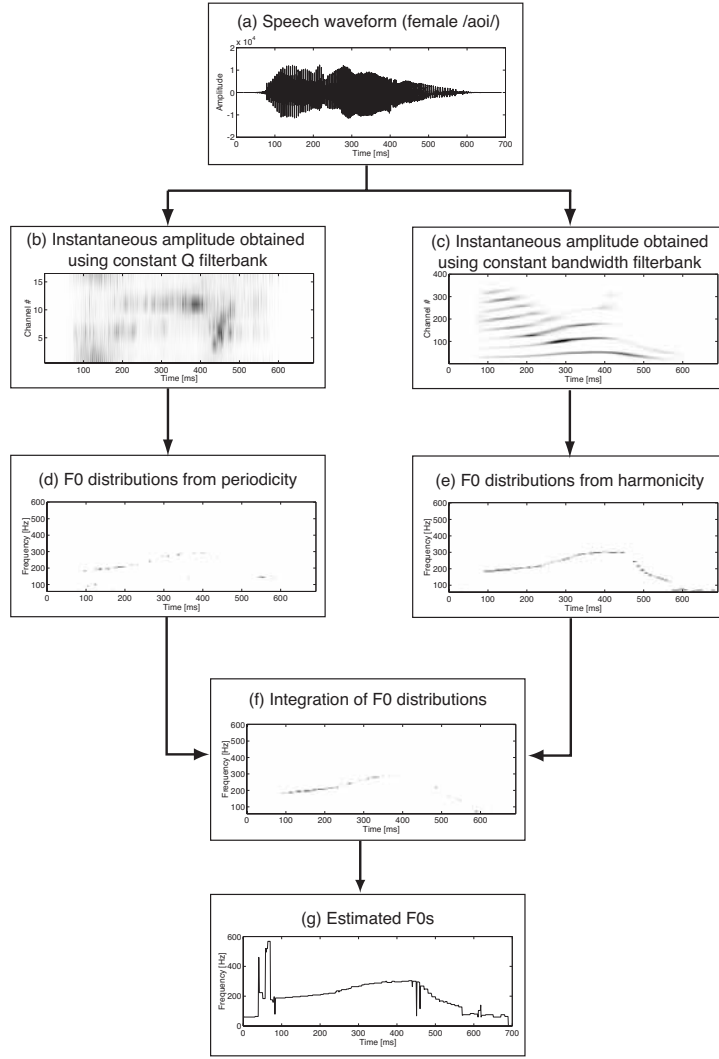 (a) Speech waveform (female /aoi/)
x 10^4
2
1
0
-1
-2
Amplitude
0 100 200 300 400 500 600 700
Time [ms]
(b) Instantaneous amplitude obtained
using constant Q filterbank
15
10
5
Channel #
100 200 300 400 500 600
Time [ms]
(c) Instantaneous amplitude obtained
using constant bandwidth filterbank
400
300
200
100
0
Channel #
0 100 200 300 400 500 600
Time [ms]
(d) F0 distributions from periodicity
600
500
400
300
200
100
Frequency [Hz]
0 100 200 300 400 500 600
Time [ms]
(e) F0 distributions from harmonicity
600
500
400
300
200
100
Frequency [Hz]
0 100 200 300 400 500 600
Time [ms]
(f) Integration of F0 distributions
600
500
400
300
200
100
Frequency [Hz]
0 100 200 300 400 500 600
Time [ms]
(g) Estimated F0s
600
400
200
0
Frequency [Hz]
0 100 200 300 400 500 600 700
Time [ms]